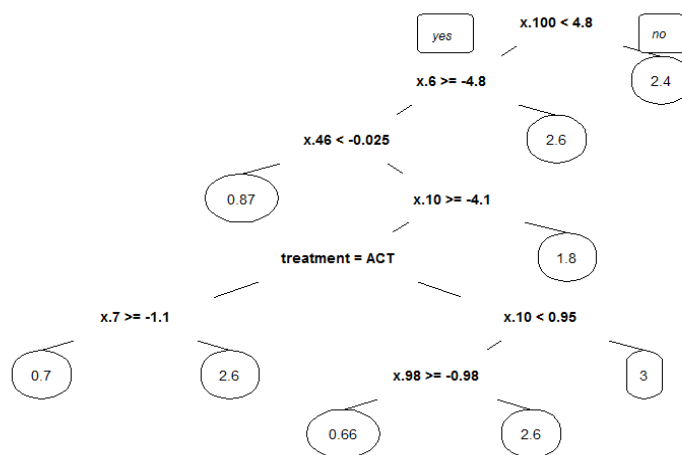 x.100 < 4.8
yes
no
x.6 >= -4.8
2.4
x.46 < -0.025
2.6
0.87
x.10 >= -4.1
treatment = ACT
1.8
x.7 >= -1.1
x.10 < 0.95
0.7
2.6
x.98 >= -0.98
3
0.66
2.6